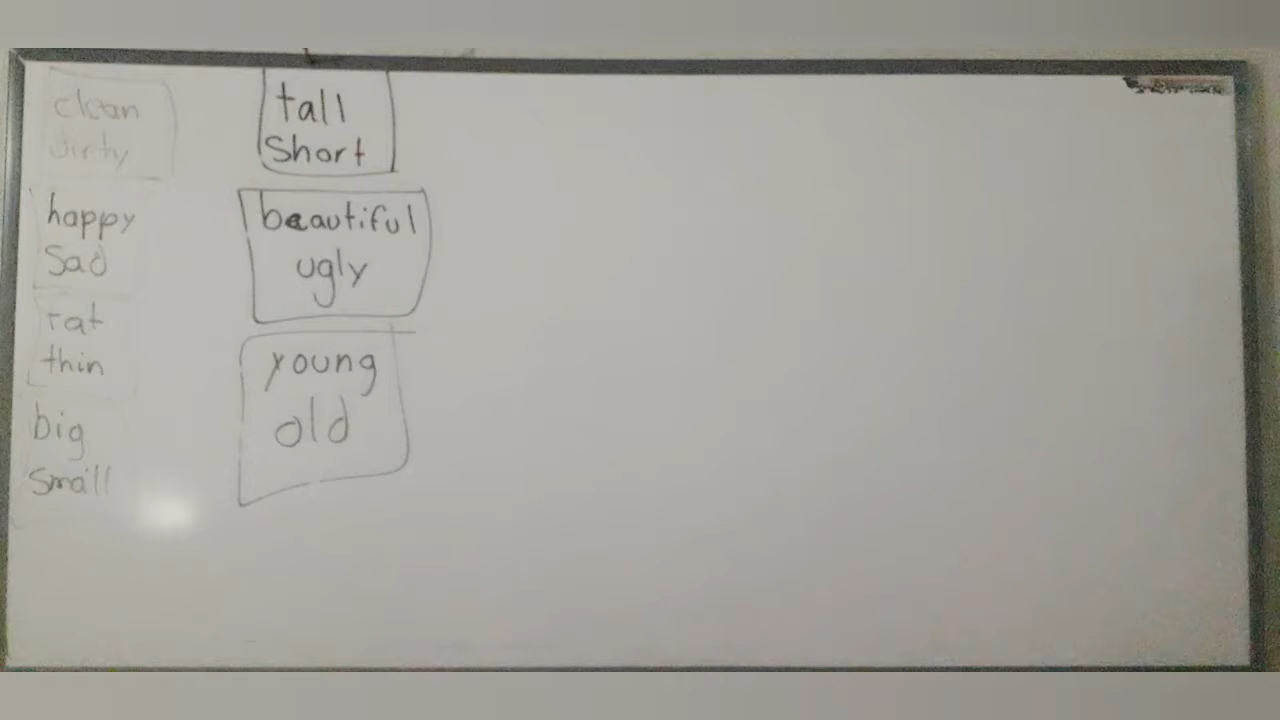 clean
dirty
happy
Sad
fat
thin
big
Small
tall
Short
beautiful
ugly
young
old